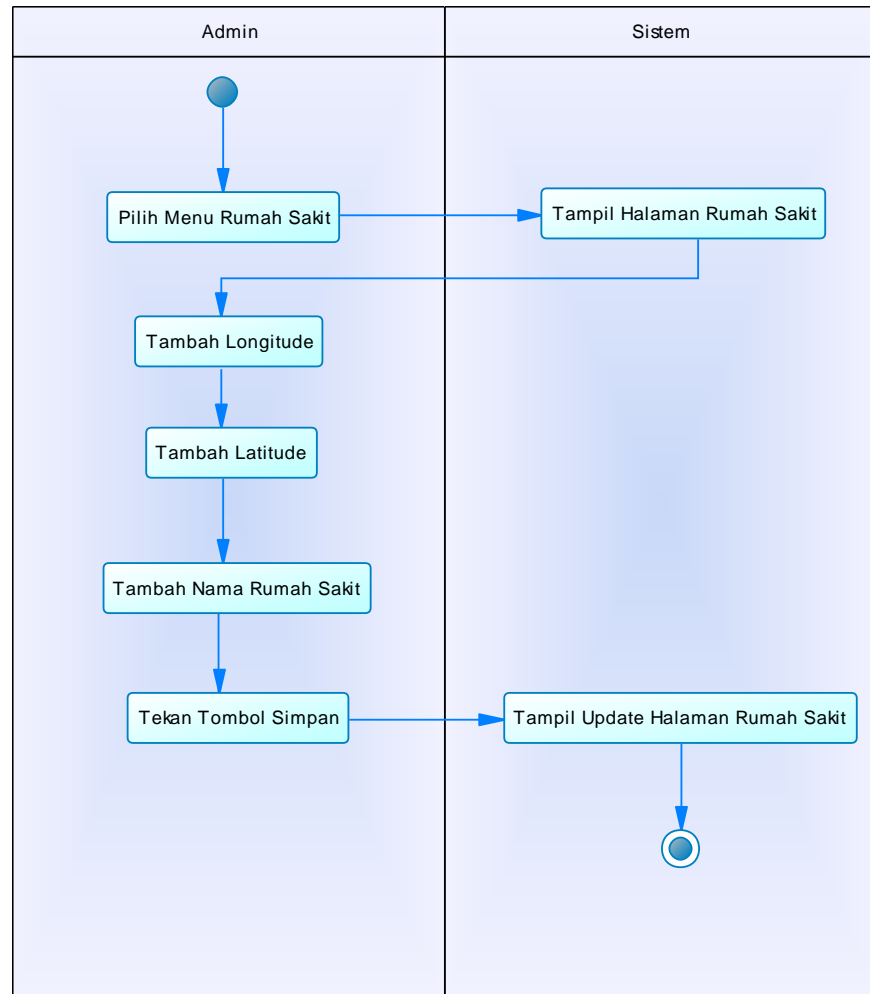 Admin
Sistem
Pilih Menu Rumah Sakit
Tampil Halaman Rumah Sakit
Tambah Longitude
Tambah Latitude
Tambah Nama Rumah Sakit
Tekan Tombol Simpan
Tampil Update Halaman Rumah Sakit